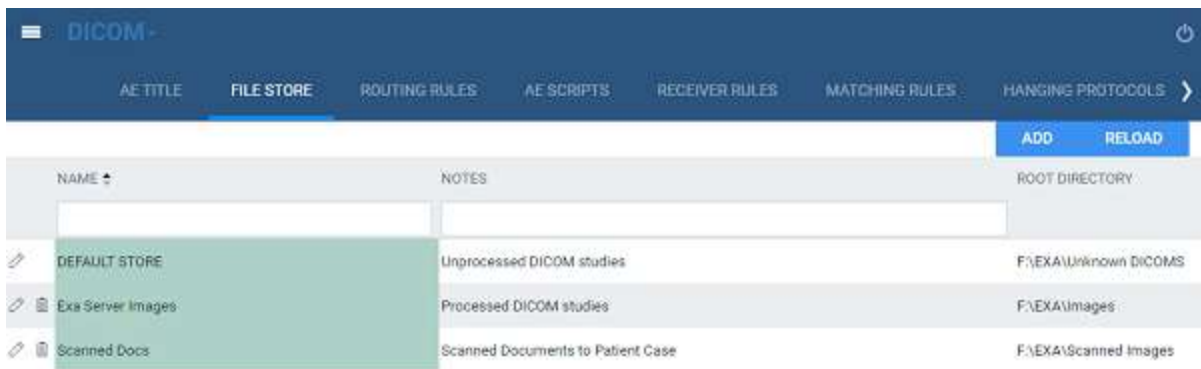 DICOM
AE TITLE FILE STORE ROUTING RULES AE SCRIPTS RECEIVER RULES MATCHING RULES HANGING PROTOCOLS
ADD RELOAD
NAME NOTES ROOT DIRECTORY
DEFAULT STORE Unprocessed DICOM studies F:\EXA\Unknown DICOMS
Exa Server Images Processed DICOM studies F:\EXA\Images
Scanned Docs Scanned Documents to Patient Case F:\EXA\Scanned Images